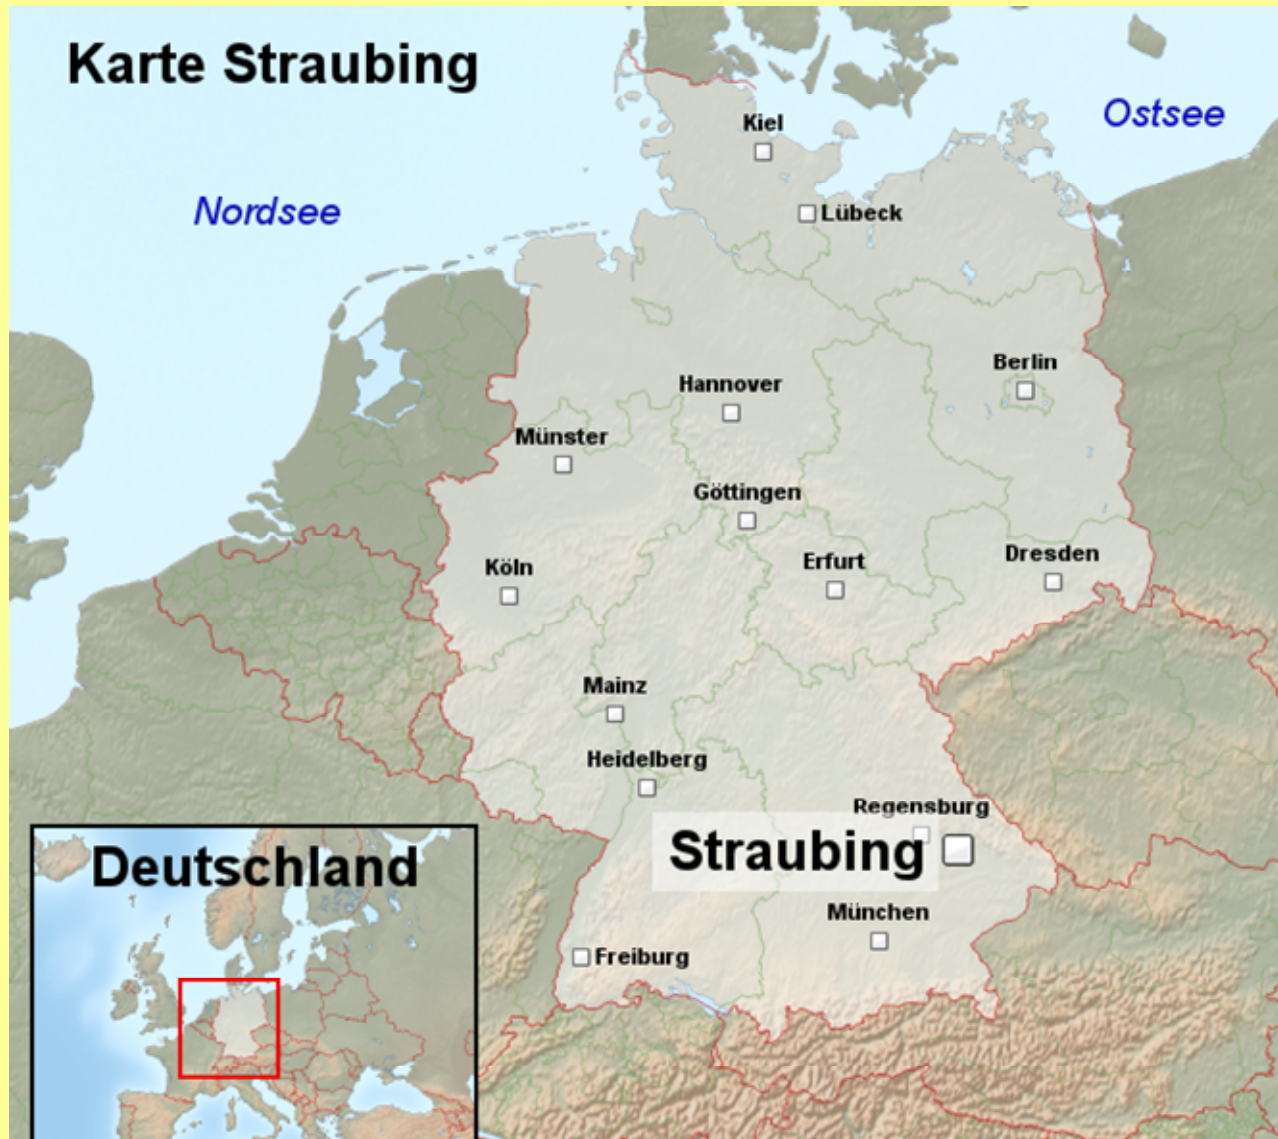 Karte Straubing
Ostsee
Kiel
Nordsee
Lübeck
Berlin
Hannover
Münster
Göttingen
Dresden
Erfurt
Köln
Mainz
Heidelberg
Regensburg
Straubing
Deutschland
München
Freiburg